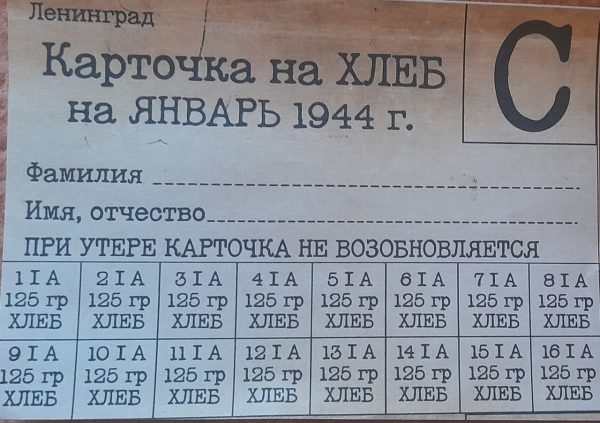 Ленинград
С
Карточка на ХЛЕБ
на ЯНВАРЬ 1944 г.
Фамилия
Имя, отчество
ПРИ УТЕРЕ КАРТОЧКА НЕ ВОЗОБНОВЛЯЕТСЯ
1 I А 2 I А 3 I А 4 I А 5 I А 6 I А 7 I А 8 I А
125 гр 125 гр 125 гр 125 гр 125 гр 125 гр 125 гр 125 гр
ХЛЕБ ХЛЕБ ХЛЕБ ХЛЕБ ХЛЕБ ХЛЕБ ХЛЕБ ХЛЕБ
9 I А 10 I А 11 I А 12 I А 13 I А 14 I А 15 I А 16 I А
125 гр 125 гр 125 гр 125 гр 125 гр 125 гр 125 гр 125 гр
ХЛЕБ ХЛЕБ ХЛЕБ ХЛЕБ ХЛЕБ ХЛЕБ ХЛЕБ ХЛЕБ